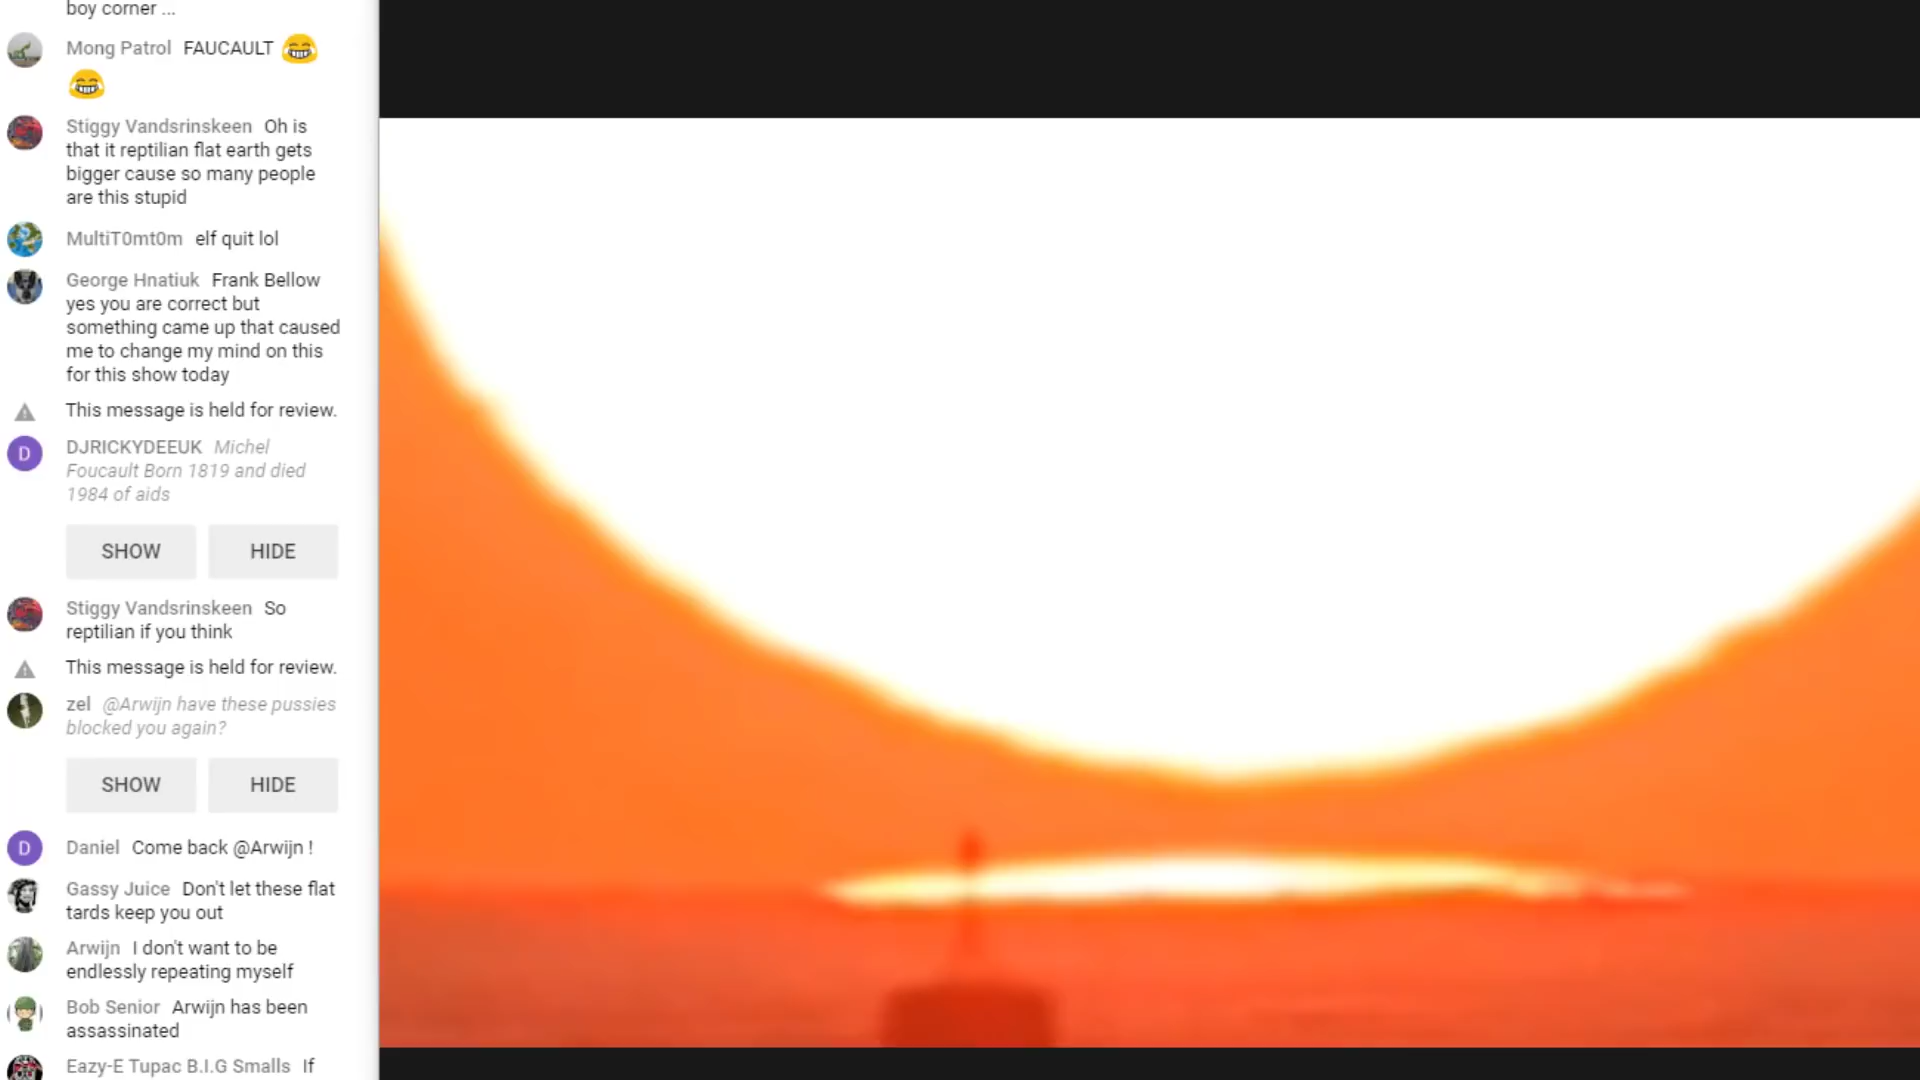 boy corner ...
Mong Patrol FAUCAULT
Stiggy Vandsrinskeen Oh is
that it reptilian flat earth gets
bigger cause so many people
are this stupid
MultiT0mt0m elf quit lol
George Hnatiuk Frank Bellow
yes you are correct but
something came up that caused
me to change my mind on this
for this show today
This message is held for review.
D DJRICKYDEEUK Michel
Foucault Born 1819 and died
1984 of aids
SHOW HIDE
Stiggy Vandsrinskeen So
reptilian if you think
This message is held for review.
zel @Arwijn have these pussies
blocked you again?
SHOW HIDE
D Daniel Come back @Arwijn !
Gassy Juice Don't let these flat
tards keep you out
Arwijn I don't want to be
endlessly repeating myself
Bob Senior Arwijn has been
assassinated
Eazy-E Tupac B.I.G Smalls If